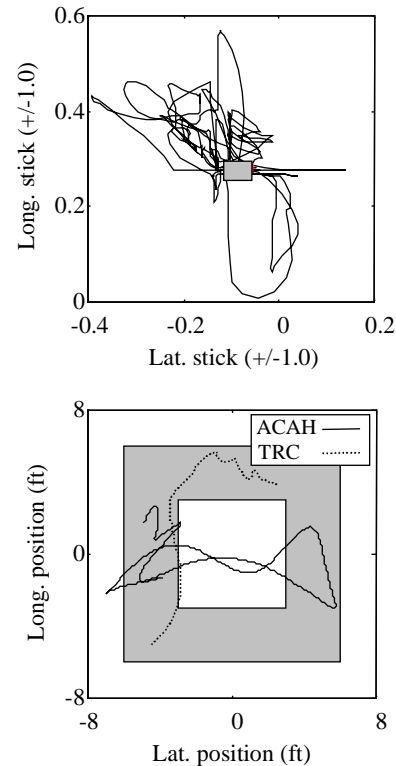 0.6
0.4
0.2
0
-0.4
-0.2
0
0.2
Long. stick (+/-1.0)
Lat. stick (+/-1.0)
8
0
-8
-8
0
8
ACAH
TRC
Long. position (ft)
Lat. position (ft)